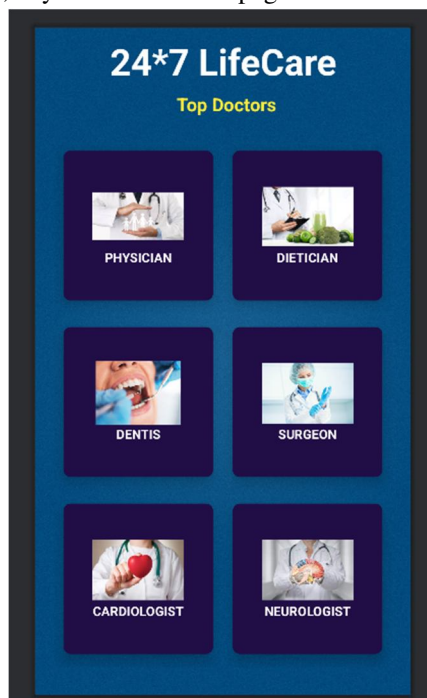 24*7 LifeCare
Top Doctors
PHYSICIAN
DIETICIAN
DENTIS
SURGEON
CARDIOLOGIST
NEUROLOGIST